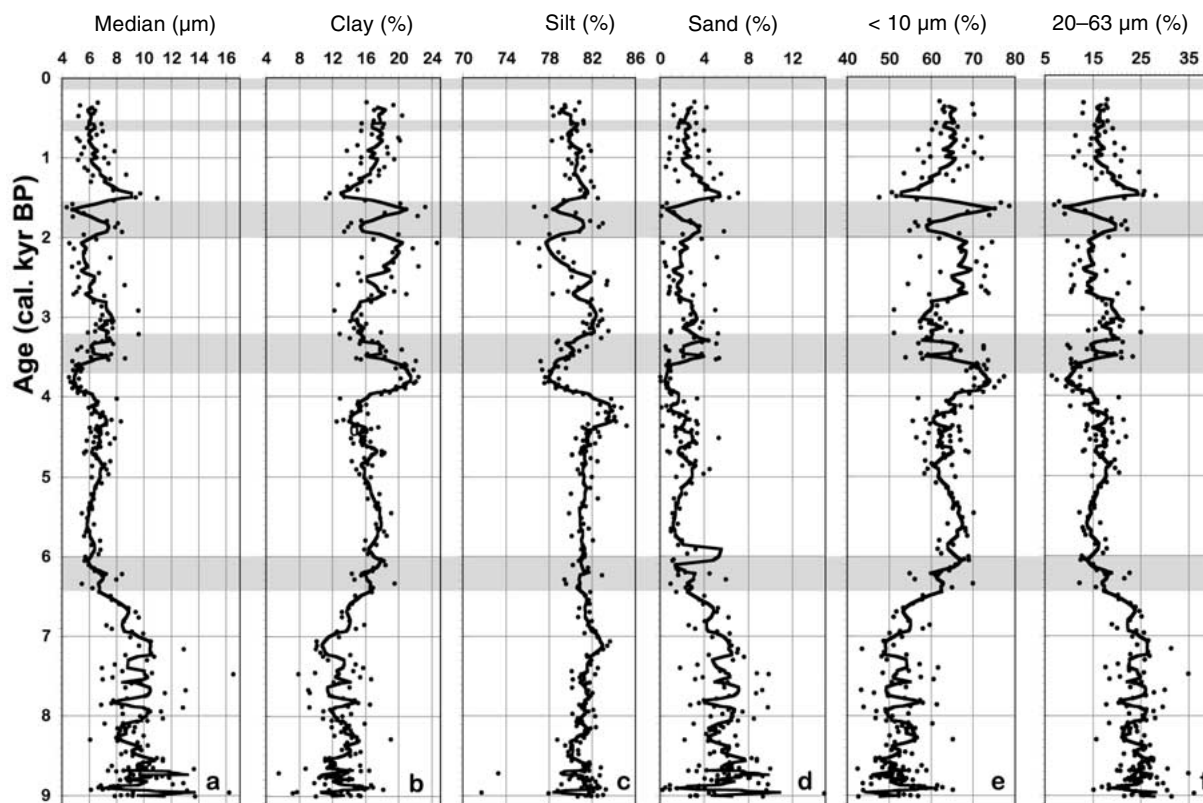 Median (µm) Clay (%) Silt (%) Sand (%) < 10 µm (%) 20–63 µm (%)
4 6 8 10 12 14 16 4 8 12 16 20 24 70 74 78 82 86 0 4 8 12 40 50 60 70 80 5 15 25 35
Age (cal. kyr BP)
0
1
2
3
4
5
6
7
8
9
a b c d e